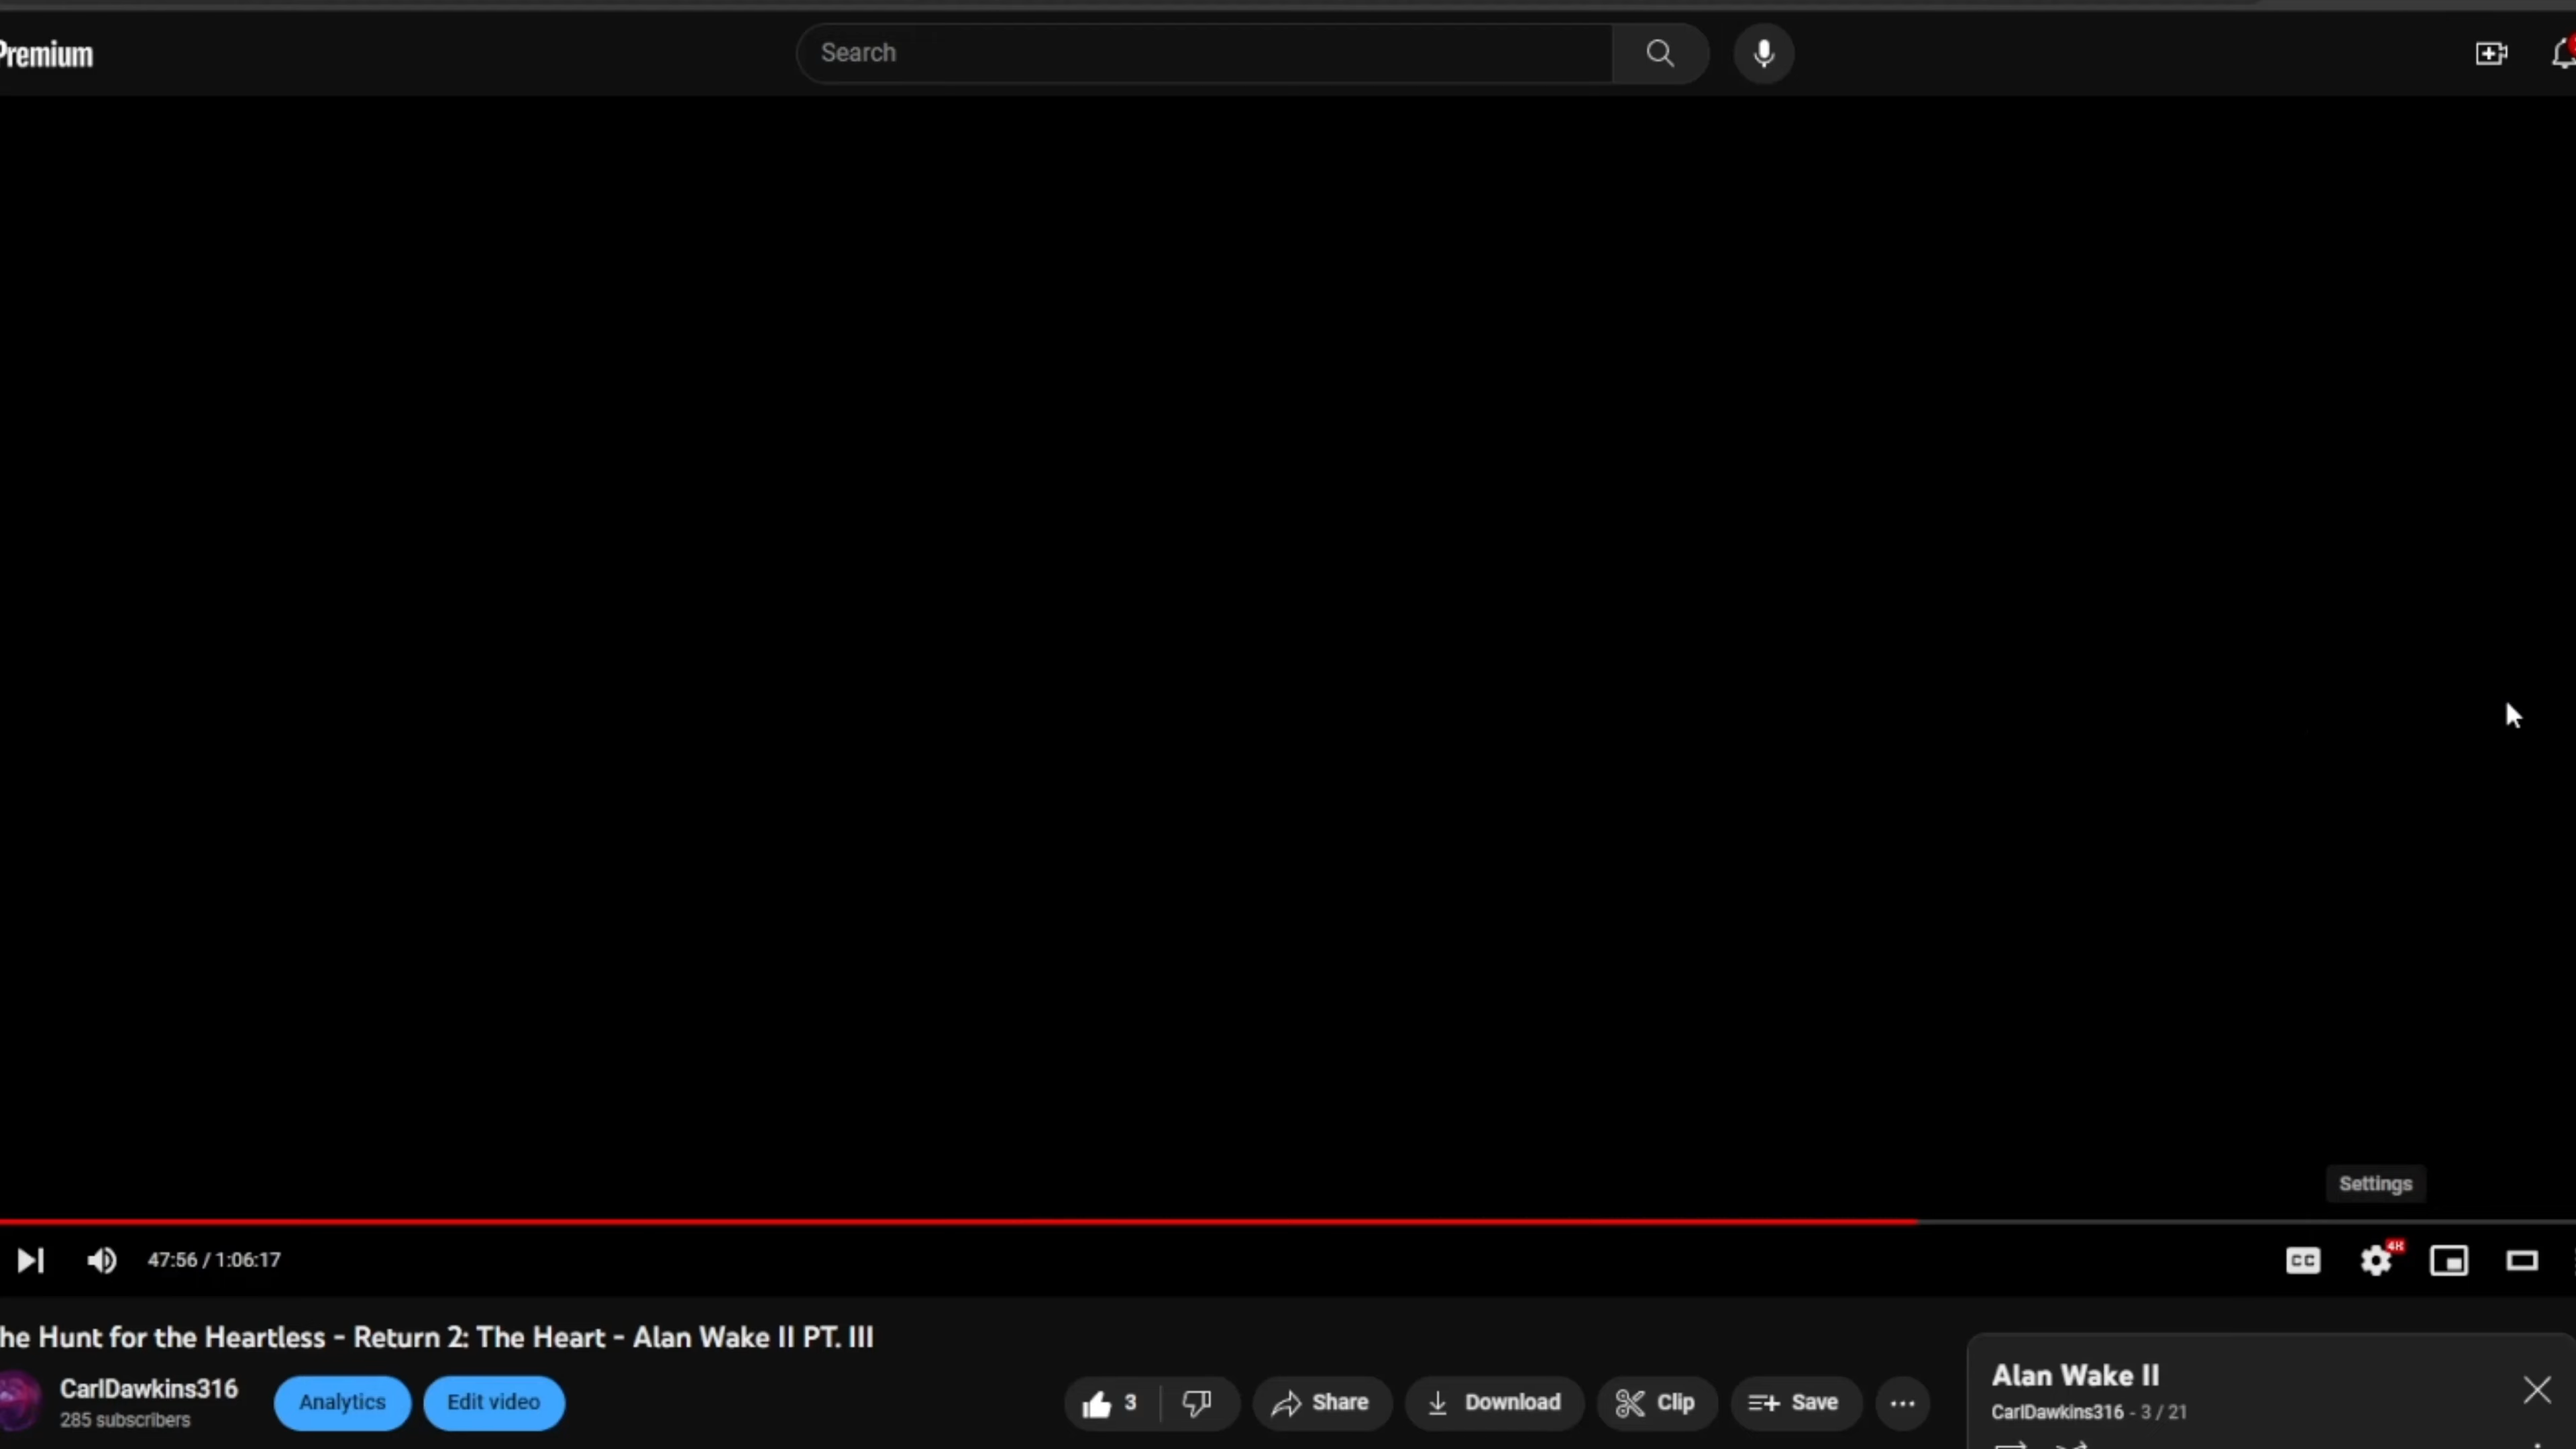 Premium
Search
Settings
47:56 / 1:06:17
CC
4K
he Hunt for the Heartless - Return 2: The Heart - Alan Wake II PT. III
CarlDawkins316
285 subscribers
Analytics
Edit video
3
Share
Download
Clip
Save
Alan Wake II
CarlDawkins316 - 3 / 21